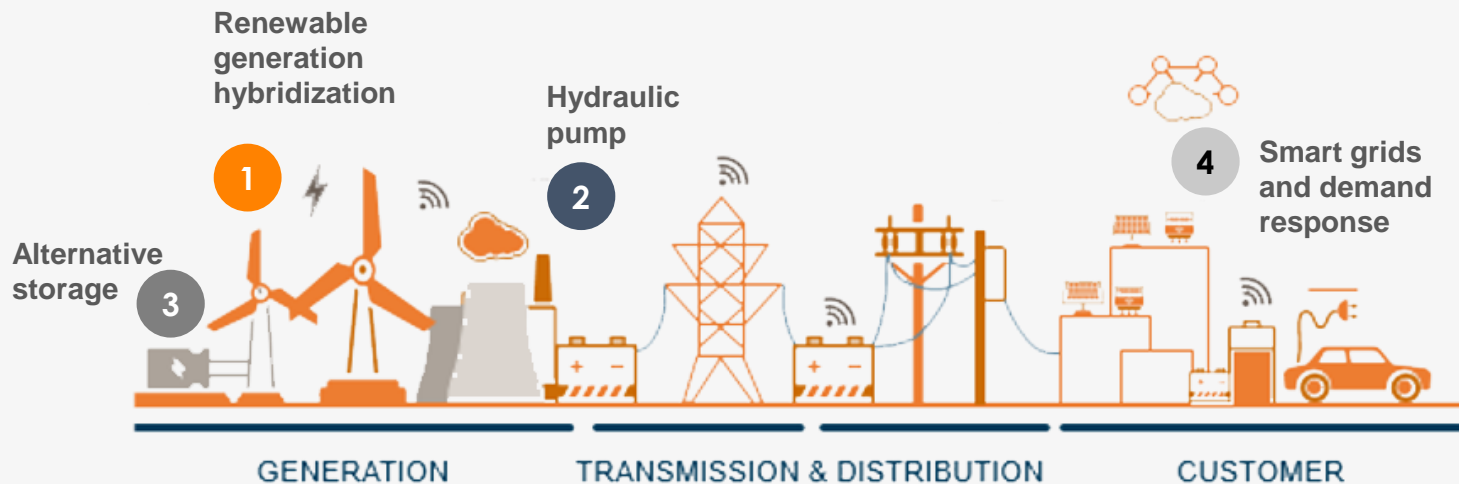 Renewable
generation
hybridization
1
Hydraulic
pump
2
Alternative
storage
3
4
Smart grids
and demand
response
+ −
+ −
+ −
GENERATION
TRANSMISSION & DISTRIBUTION
CUSTOMER